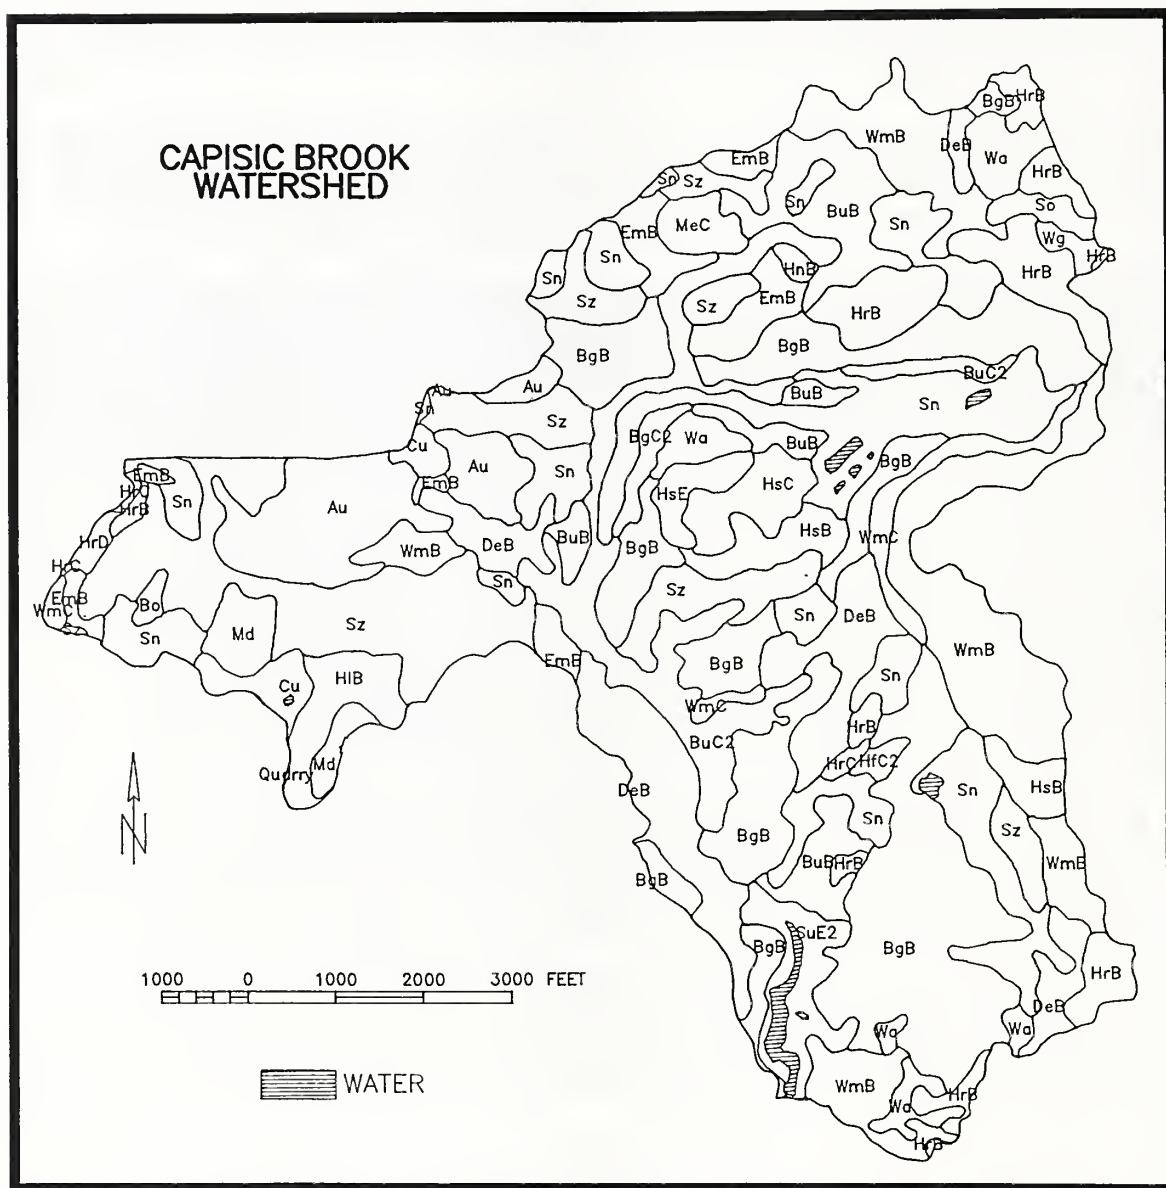 CAPISIC BROOK
WATERSHED
BgB
HrB
WmB
DeB
Wa
EmB
HrB
Sn
Sz
Sn
BuB
So
MeC
Sn
EmB
Wg
Sn
HrB
HnB
HrB
Sn
Sz
EmB
Sz
HrB
BgB
BgB
BuC2
Au
Au
BuB
Sn
Sn
Sz
BgC2
Wa
BuB
Cu
BgB
Au
Sn
EmB
EmB
HsC
HrC
Sn
HsE
HrB
Au
HrD
WmB
DeB
BuB
BgB
HsB
WmC
HrC
Sn
Sz
EmB
Bo
WmC
Sn
DeB
Sn
Md
Sz
EmB
BgB
WmB
Cu
HlB
Sn
WmC
HrB
BuC2
Quarry
Md
HrC
HfC2
DeB
Sn
HsB
Sn
Sz
BgB
BuB
HrB
WmB
BgB
SuE2
BgB
BgB
HrB
1000 0 1000 2000 3000 FEET
DeB
Wa
Wa
N
WATER
WmB
Wa
HrB
HrB